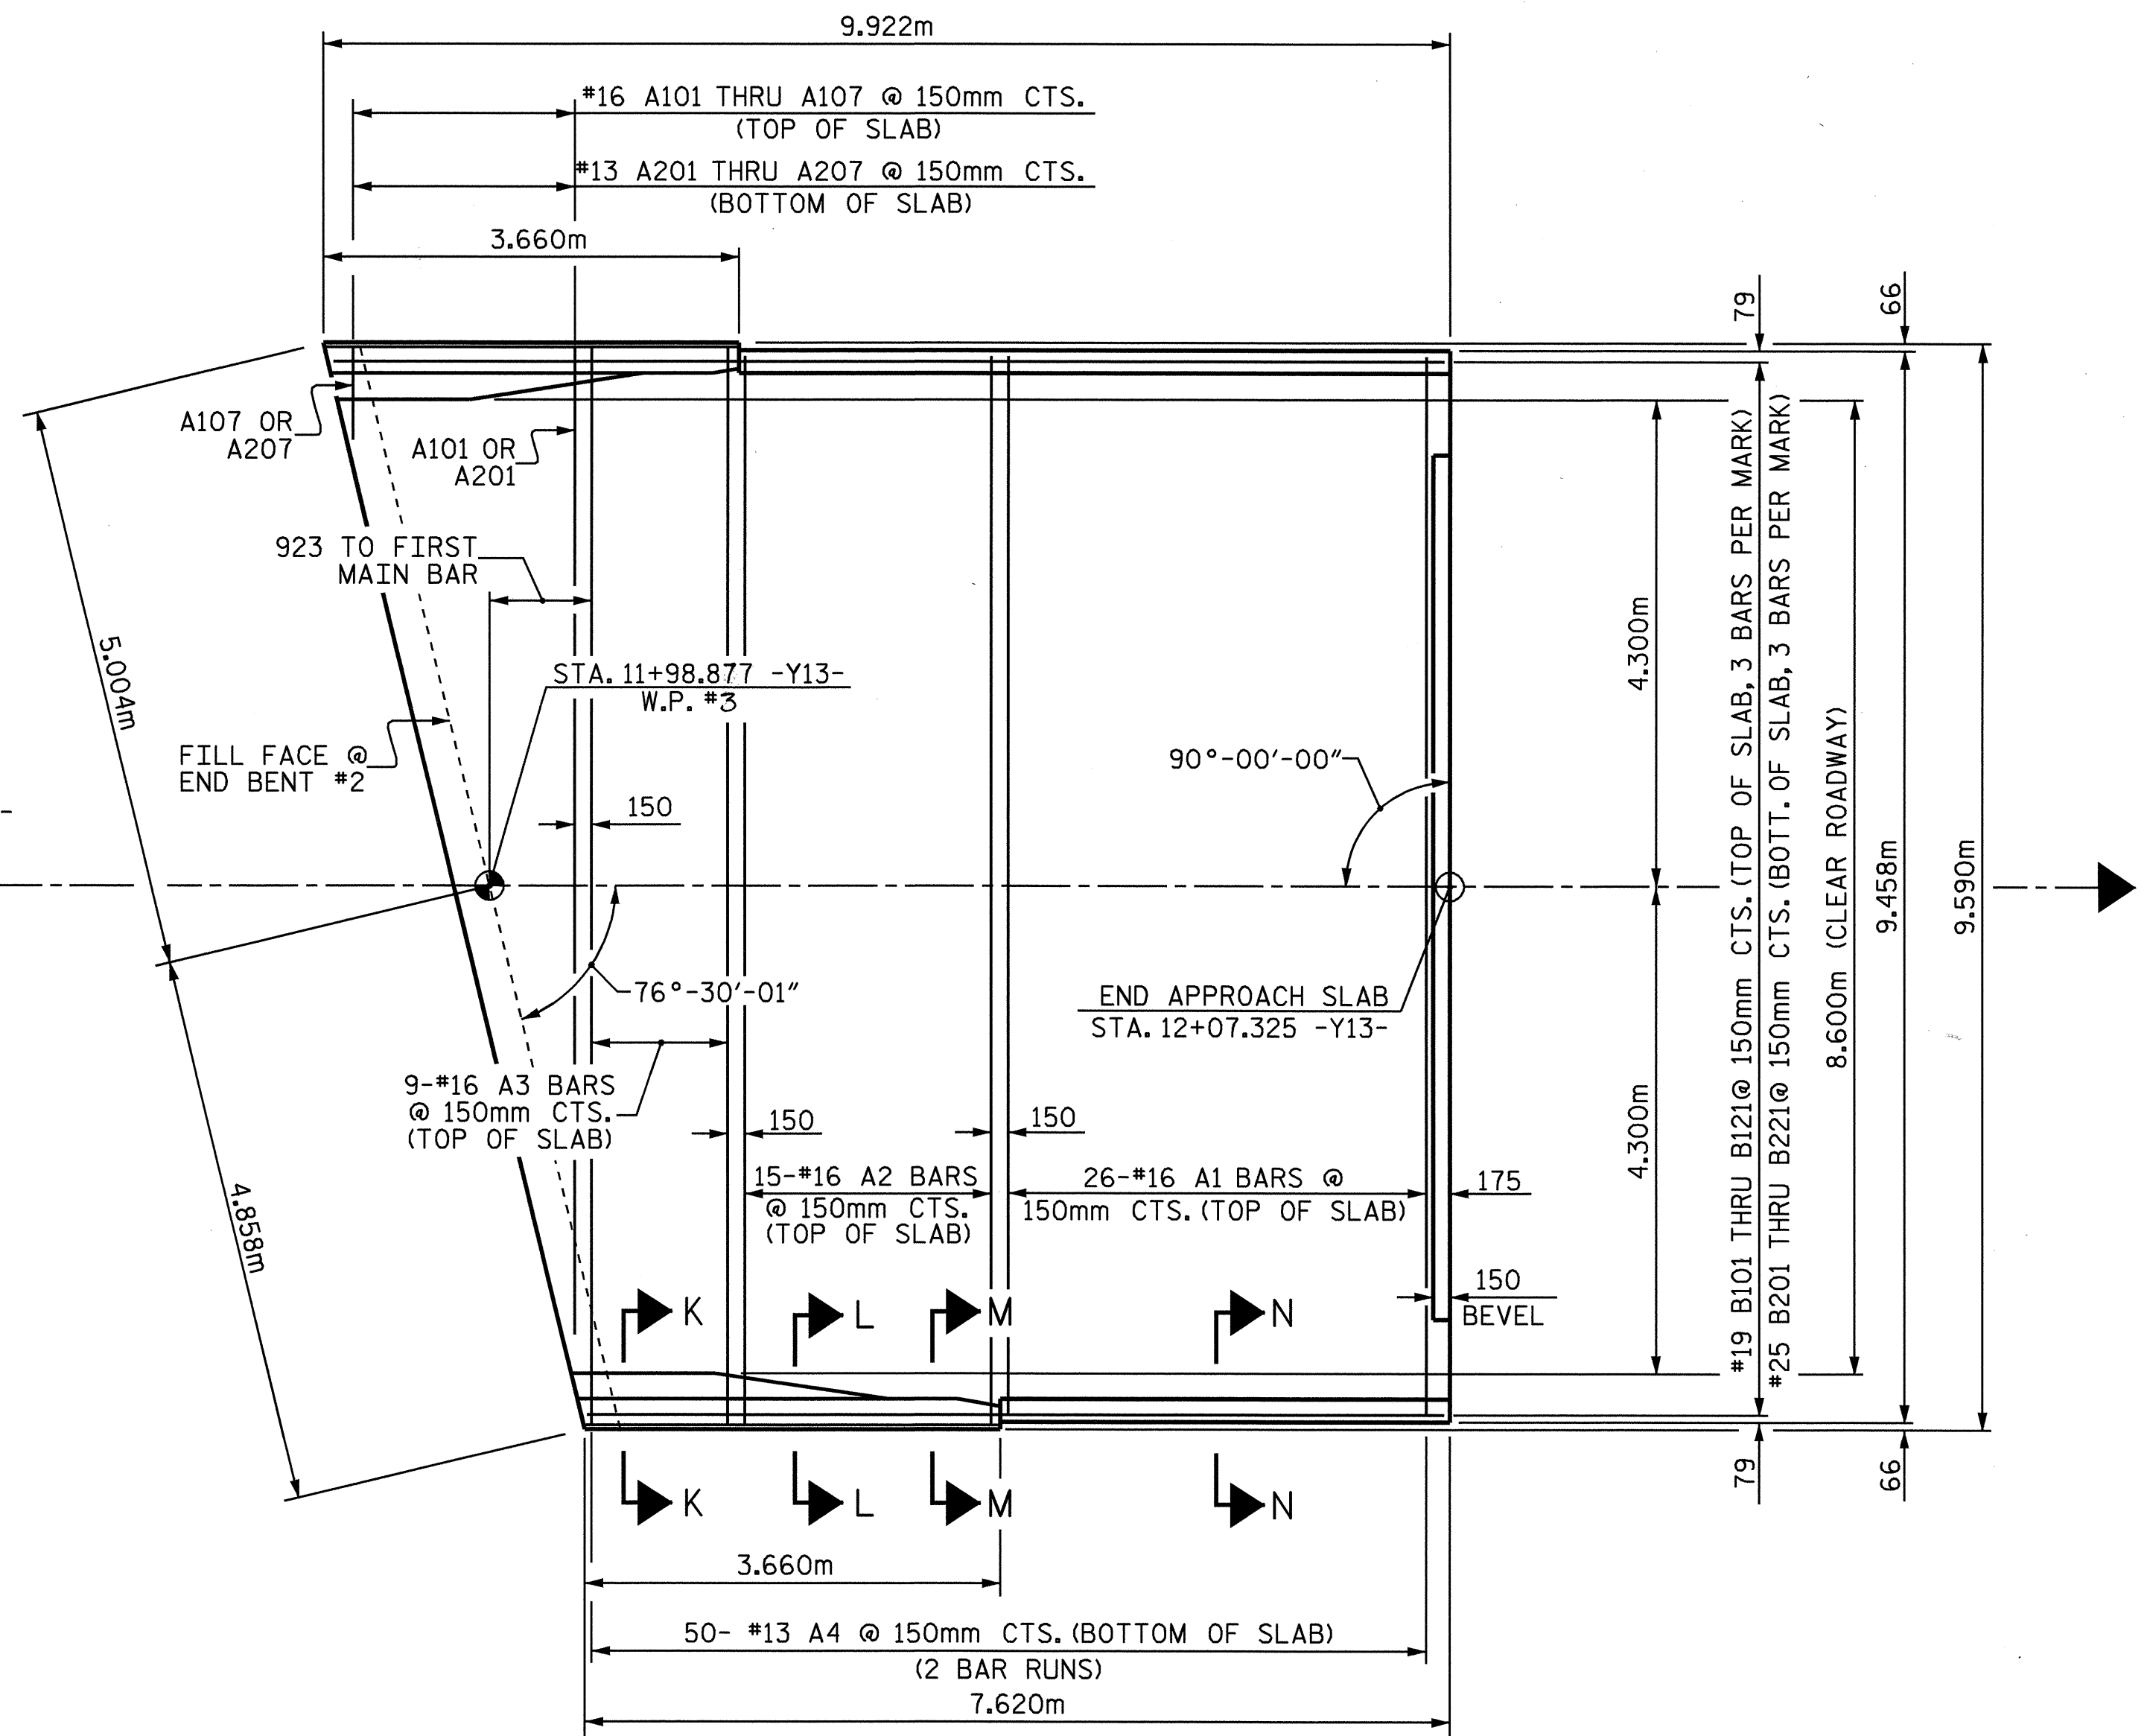 9.922m
#16 A101 THRU A107 @ 150mm CTS.
(TOP OF SLAB)
#13 A201 THRU A207 @ 150mm CTS.
(BOTTOM OF SLAB)
3.660m
79
66
A107 OR
A207
A101 OR
A201
923 TO FIRST
MAIN BAR
5.004m
STA. 11+98.877 -Y13-
W.P. #3
FILL FACE @
END BENT #2
150
90°-00'-00"
4.300m
#19 B101 THRU B121@ 150mm CTS. (TOP OF SLAB, 3 BARS PER MARK)
#25 B201 THRU B221@ 150mm CTS. (BOTT. OF SLAB, 3 BARS PER MARK)
8.600m (CLEAR ROADWAY)
9.458m
9.590m
-
76°-30'-01"
END APPROACH SLAB
STA. 12+07.325 -Y13-
9-#16 A3 BARS
@ 150mm CTS.
(TOP OF SLAB)
150
150
4.300m
15-#16 A2 BARS
@ 150mm CTS.
(TOP OF SLAB)
26-#16 A1 BARS @
150mm CTS. (TOP OF SLAB)
175
4.858m
150
BEVEL
K
L
M
N
K
L
M
N
79
66
3.660m
50- #13 A4 @ 150mm CTS. (BOTTOM OF SLAB)
(2 BAR RUNS)
7.620m